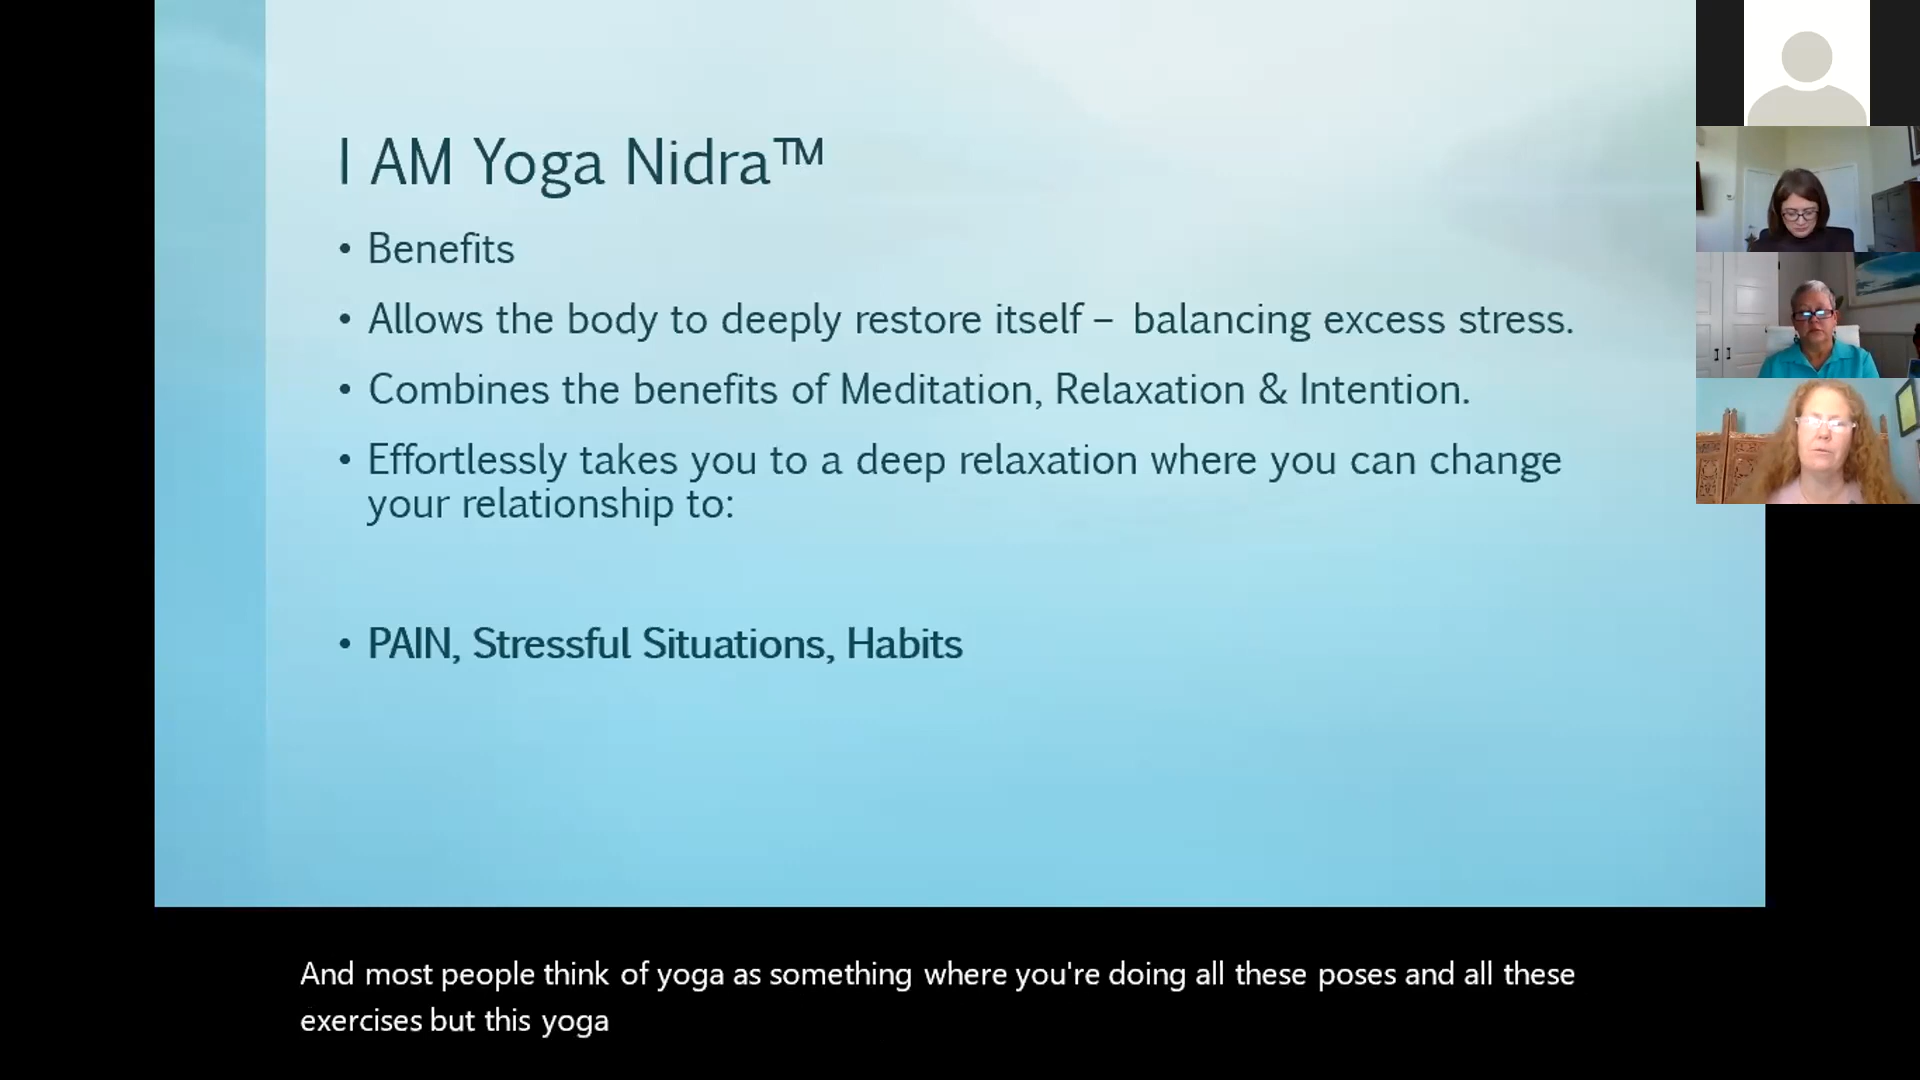 I AM Yoga Nidra™
• Benefits
• Allows the body to deeply restore itself – balancing excess stress.
• Combines the benefits of Meditation, Relaxation & Intention.
• Effortlessly takes you to a deep relaxation where you can change
your relationship to:
• PAIN, Stressful Situations, Habits
And most people think of yoga as something where you're doing all these poses and all these
exercises but this yoga